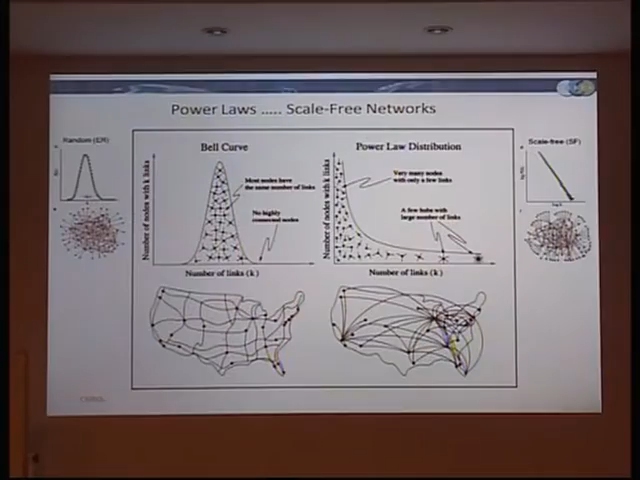 Power Laws ..... Scale-Free Networks
Random (ER)
Bell Curve
Number of nodes with k links
Most nodes have
the same number of links
No highly
connected nodes
Number of links (k)
Power Law Distribution
Number of nodes with k links
Very many nodes
with only a few links
A few hubs with
large number of links
Number of links (k)
Scale-free (SF)